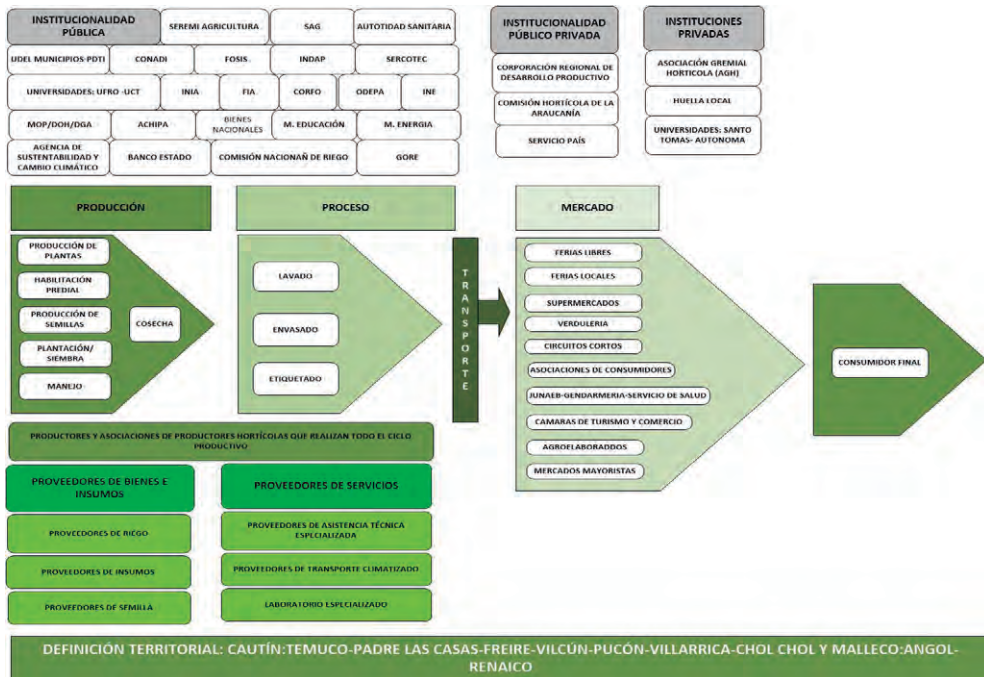 INSTITUCIONALIDAD
PÚBLICA
SEREMI AGRICULTURA
SAG
AUTOTIDAD SANITARIA
UDEL MUNICIPIOS-PDTI
CONADI
FOSIS
INDAP
SERCOTEC
UNIVERSIDADES: UFRO -UCT
INIA
FIA
CORFO
ODEPA
INE
MOP/DOH/DGA
ACHIPA
BIENES
NACIONALES
M. EDUCACIÓN
M. ENERGIA
AGENCIA DE
SUSTENTABILIDAD Y
CAMBIO CLIMÁTICO
BANCO ESTADO
COMISIÓN NACIONAÑ DE RIEGO
GORE
INSTITUCIONALIDAD
PÚBLICO PRIVADA
CORPORACIÓN REGIONAL DE
DESARROLLO PRODUCTIVO
COMISIÓN HORTÍCOLA DE LA
ARAUCANÍA
SERVICIO PAÍS
INSTITUCIONES
PRIVADAS
ASOCIACIÓN GREMIAL
HORTICOLA (AGH)
HUELLA LOCAL
UNIVERSIDADES: SANTO
TOMAS- AUTONOMA
PRODUCCIÓN
PRODUCCIÓN DE
PLANTAS
HABILITACIÓN
PREDIAL
PRODUCCIÓN DE
SEMILLAS
PLANTACIÓN/
SIEMBRA
MANEJO
COSECHA
PROCESO
LAVADO
ENVASADO
ETIQUETADO
TRANSPORTE
MERCADO
FERIAS LIBRES
FERIAS LOCALES
SUPERMERCADOS
VERDULERIA
CIRCUITOS CORTOS
ASOCIACIONES DE CONSUMIDORES
JUNAEB-GENDARMERIA-SERVICIO DE SALUD
CAMARAS DE TURISMO Y COMERCIO
AGROELABORADDOS
MERCADOS MAYORISTAS
CONSUMIDOR FINAL
PRODUCTORES Y ASOCIACIONES DE PRODUCTORES HORTÍCOLAS QUE REALIZAN TODO EL CICLO
PRODUCTIVO
PROVEEDORES DE BIENES E
INSUMOS
PROVEEDORES DE RIEGO
PROVEEDORES DE INSUMOS
PROVEEDORES DE SEMILLA
PROVEEDORES DE SERVICIOS
PROVEEDORES DE ASISTENCIA TÉCNICA
ESPECIALIZADA
PROVEEDORES DE TRANSPORTE CLIMATIZADO
LABORATORIO ESPECIALIZADO
DEFINICIÓN TERRITORIAL: CAUTÍN:TEMUCO-PADRE LAS CASAS-FREIRE-VILCÚN-PUCÓN-VILLARRICA-CHOL CHOL Y MALLECO:ANGOL-
RENAICO